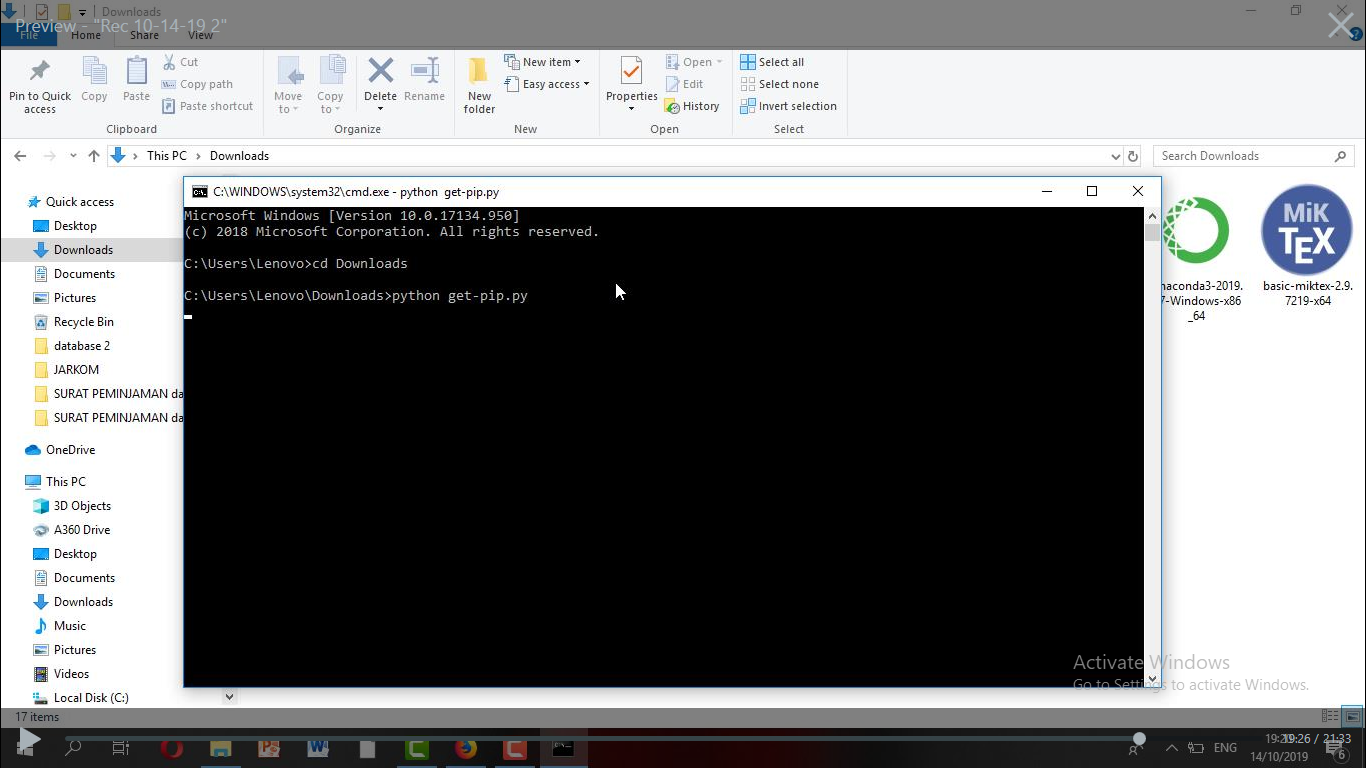 Downloads
Preview - "Rec 10-14-19 2"
File Home Share View
Pin to Quick access
Copy
Paste
Cut
Copy path
Paste shortcut
Clipboard
Move to
Copy to
Delete
Rename
Organize
New folder
New item
Easy access
New
Properties
Open
Edit
History
Open
Select all
Select none
Invert selection
Select
This PC > Downloads
Search Downloads
Quick access
Desktop
Downloads
Documents
Pictures
Recycle Bin
database 2
JARKOM
SURAT PEMINJAMAN da
SURAT PEMINJAMAN da
OneDrive
This PC
3D Objects
A360 Drive
Desktop
Documents
Downloads
Music
Pictures
Videos
Local Disk (C:)
C:\WINDOWS\system32\cmd.exe - python  get-pip.py
Microsoft Windows [Version 10.0.17134.950]
(c) 2018 Microsoft Corporation. All rights reserved.
C:\Users\Lenovo>cd Downloads
C:\Users\Lenovo\Downloads>python get-pip.py
naconda3-2019.
7-Windows-x86
_64
MiK
TEX
basic-miktex-2.9.
7219-x64
Activate Windows
Go to Settings to activate Windows.
17 items
ENG
19:26 / 21:33
14/10/2019
6